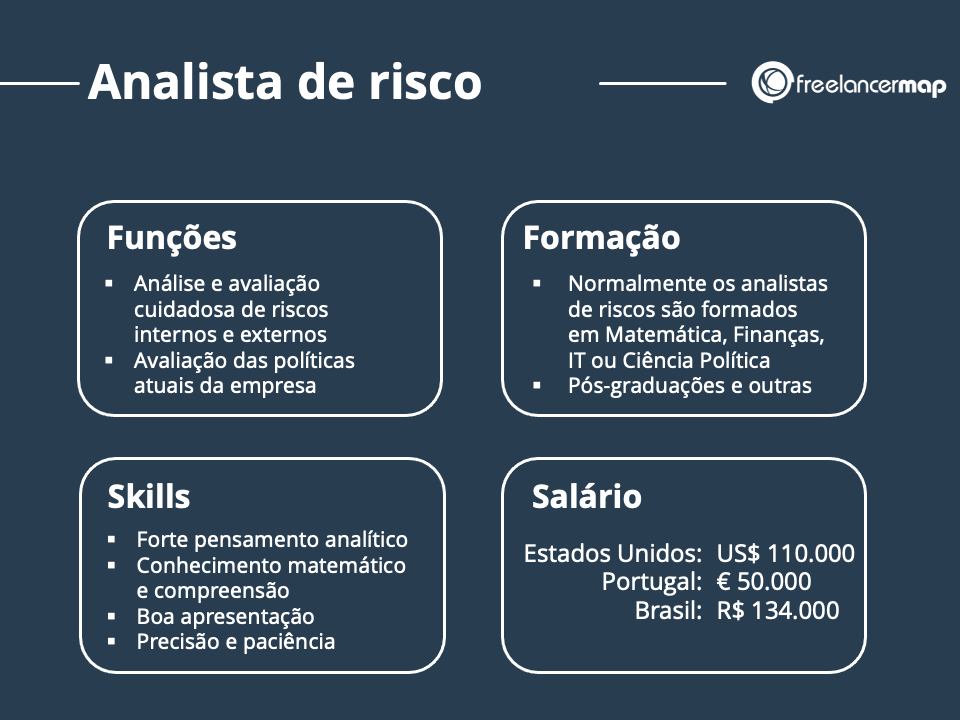 Analista de risco
freelancermap
Funções
▪ Análise e avaliação
cuidadosa de riscos
internos e externos
▪ Avaliação das políticas
atuais da empresa
Formação
▪ Normalmente os analistas
de riscos são formados
em Matemática, Finanças,
IT ou Ciência Política
▪ Pós-graduações e outras
Skills
▪ Forte pensamento analítico
▪ Conhecimento matemático
e compreensão
▪ Boa apresentação
▪ Precisão e paciência
Salário
Estados Unidos: US$ 110.000
Portugal: € 50.000
Brasil: R$ 134.000